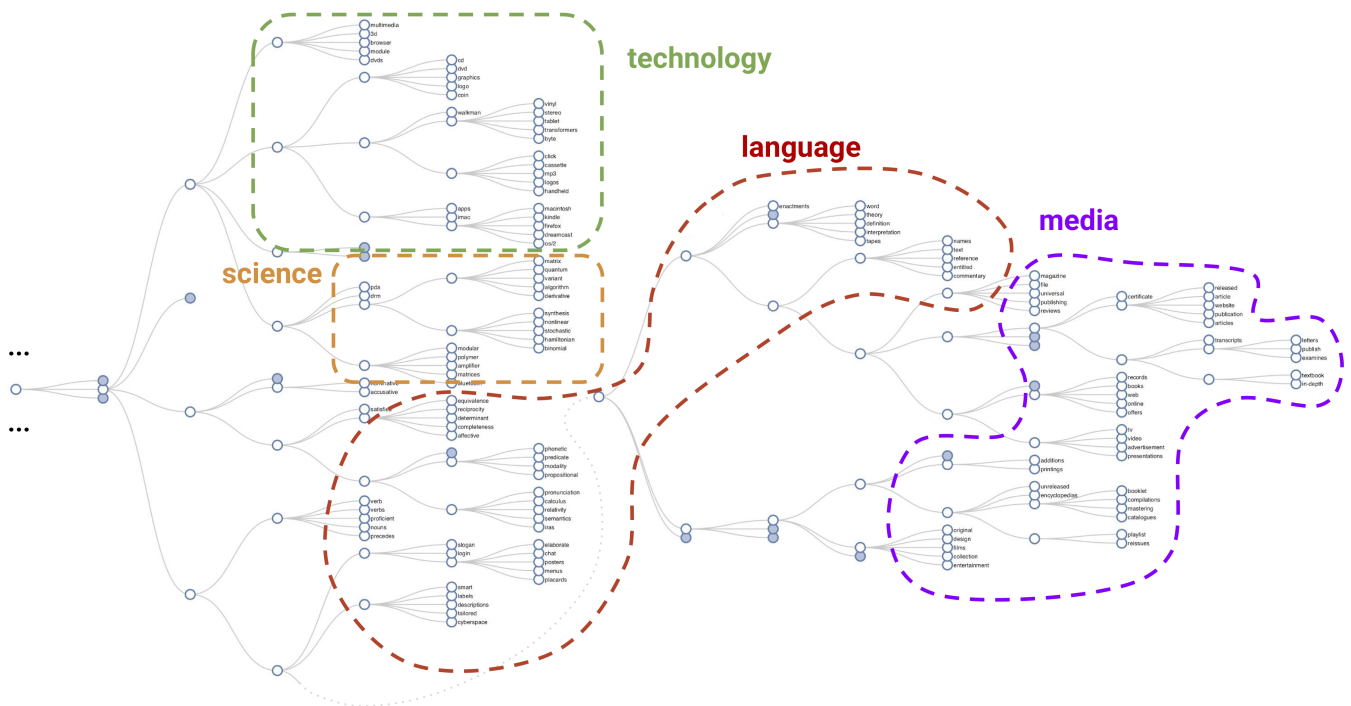 multimedia
3d
browser
module
dvds
technology
cd
dvd
graphics
logo
coin
walkman
vinyl
stereo
tablet
transformers
byte
click
cassette
mp3
logos
handheld
apps
imac
macintosh
kindle
firefox
dreamcast
os/2
science
pda
drm
matrix
quantum
variant
algorithm
derivative
synthesis
nonlinear
stochastic
hamiltonian
binomial
modular
polymer
amplifier
matrices
...
...
accusative
satisfies
equivalence
reciprocity
determinant
completeness
affective
phonetic
predicate
modality
propositional
pronunciation
calculus
relativity
semantics
iras
verb
verbs
proficient
nouns
precedes
slogan
login
elaborate
chat
posters
menus
placards
smart
labels
descriptions
tailored
cyberspace
language
enactments
word
theory
definition
interpretation
tapes
names
text
reference
entitled
commentary
media
magazine
file
universal
publishing
reviews
certificate
released
article
website
publication
articles
transcripts
letters
publish
examines
textbook
in-depth
records
books
web
online
offers
tv
video
advertisement
presentations
additions
printings
unreleased
encyclopedias
booklet
compilations
mastering
catalogues
playlist
reissues
original
design
films
collection
entertainment